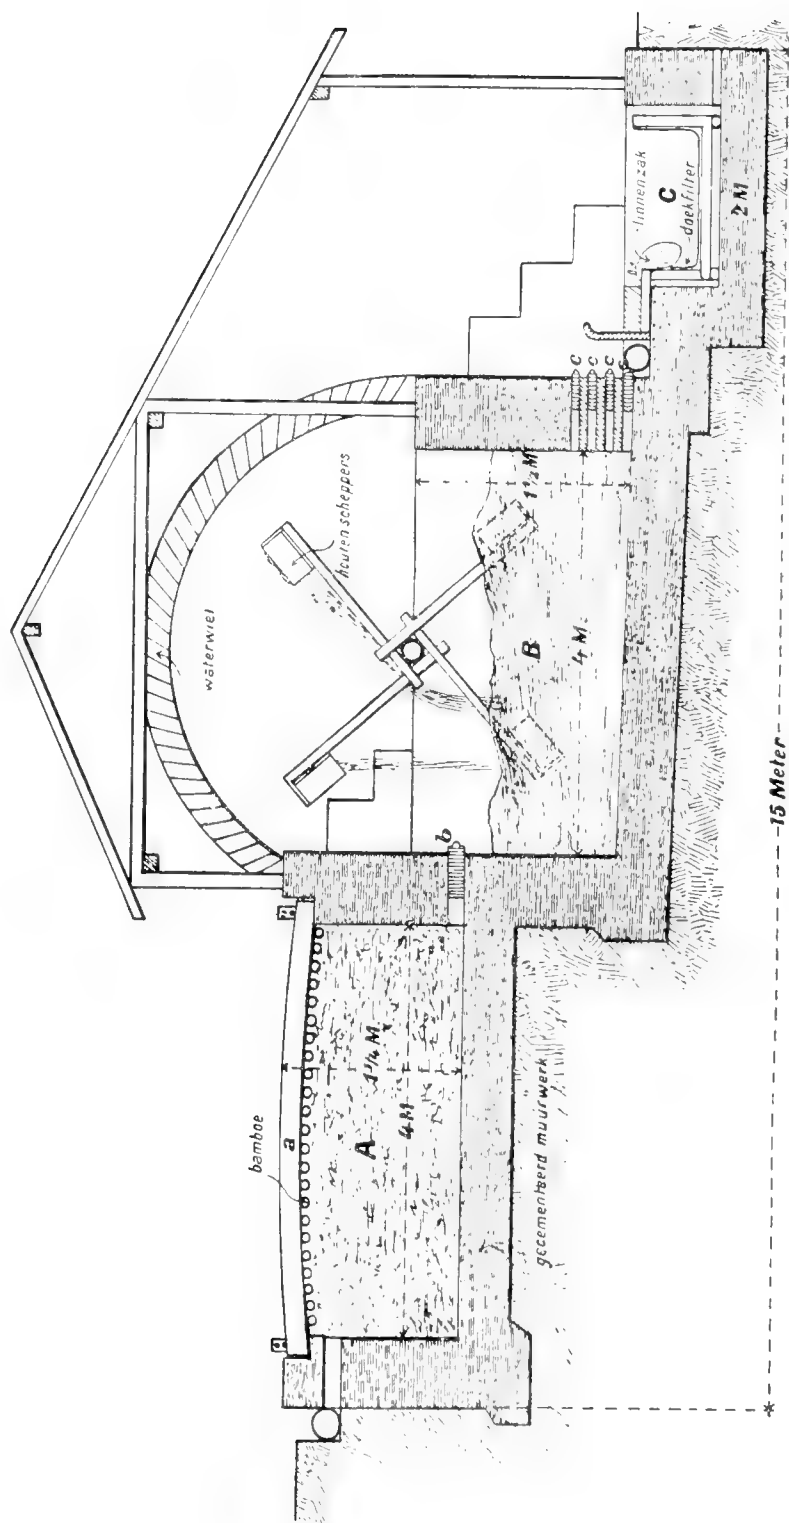 bamboe
a
A
1¼ M.
4 M
gecementeerd muurwerk
b
waterwiel
houten scheppers
B
4 M.
1½ M
c
c
c
c
linnenzak
C
doekfilter
2 M
15 Meter